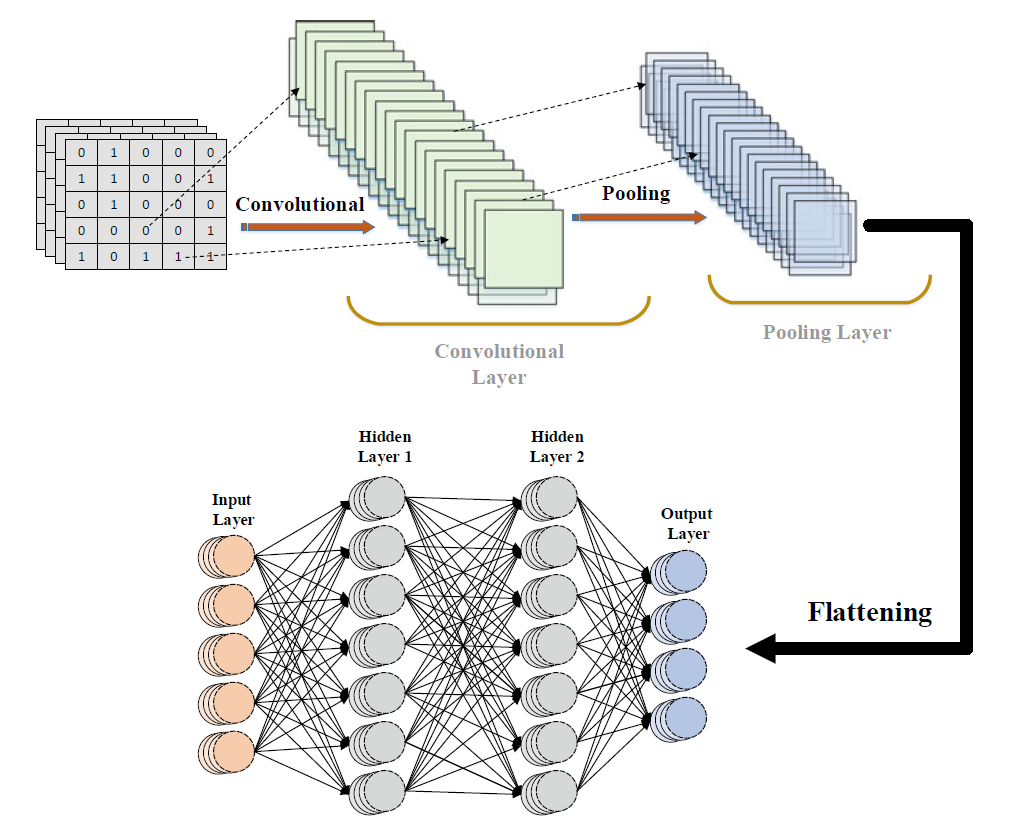 0 1 0 0 0
1 1 0 0 1
0 1 0 0 0
0 0 0 0 1
1 0 1 1 1
Convolutional
Pooling
Convolutional
Layer
Pooling Layer
Hidden
Layer 1
Hidden
Layer 2
Input
Layer
Output
Layer
Flattening